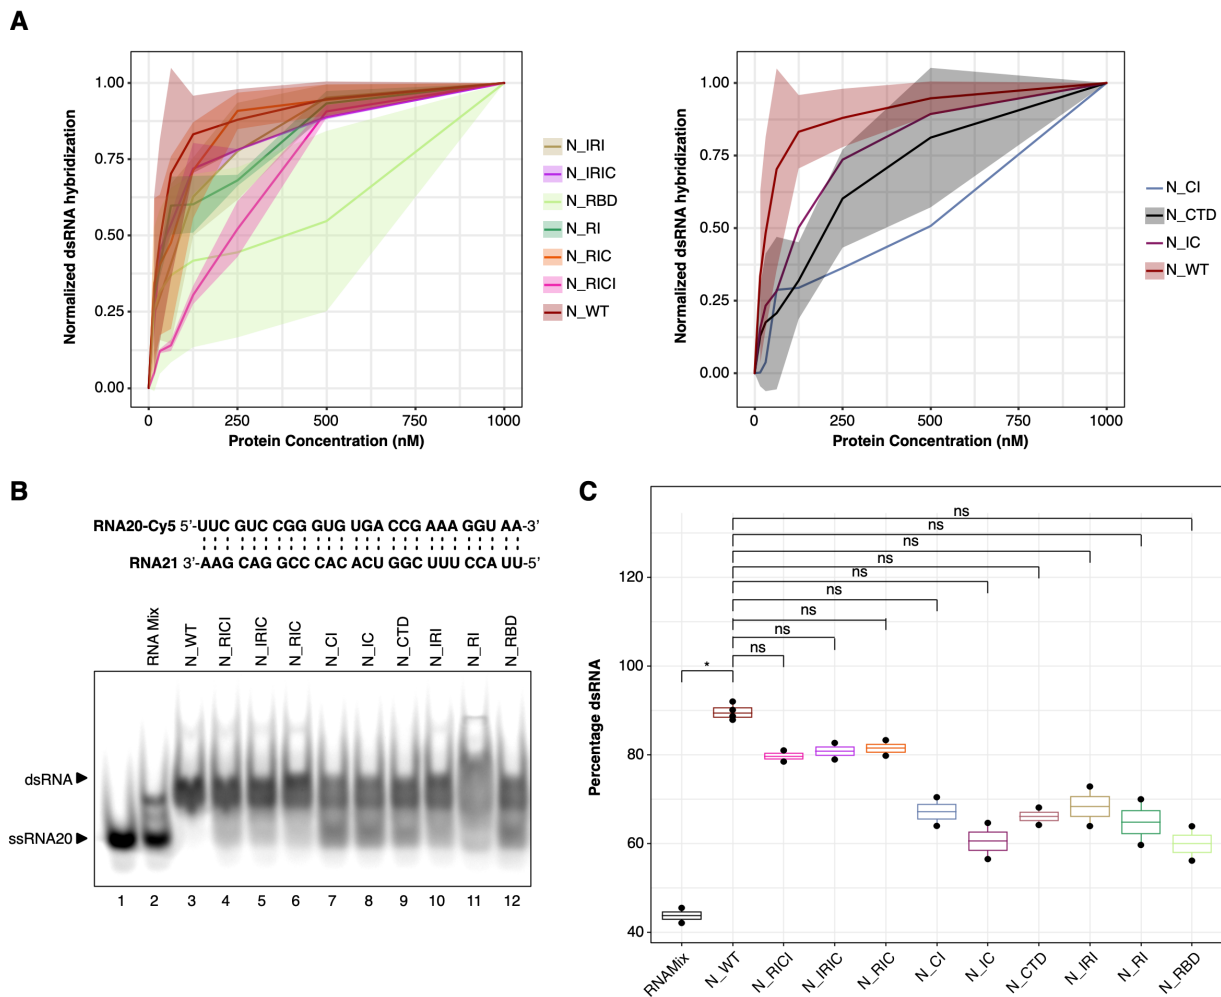 A
1.00
0.75
0.50
0.25
0.00
Normalized dsRNA hybridization
0 250 500 750 1000
Protein Concentration (nM)
N_IRI
N_IRIC
N_RBD
N_RI
N_RIC
N_RICI
N_WT
1.00
0.75
0.50
0.25
0.00
Normalized dsRNA hybridization
0 250 500 750 1000
Protein Concentration (nM)
N_CI
N_CTD
N_IC
N_WT
B
RNA20-Cy5 5’-UUC GUC CGG GUG UGA CCG AAA GGU AA-3’
RNA21 3’-AAG CAG GCC CAC ACU GGC UUU CCA UU-5’
RNA Mix N_WT N_RICI N_IRIC N_RIC N_CI N_IC N_CTD N_IRI N_RI N_RBD
dsRNA
ssRNA20
1 2 3 4 5 6 7 8 9 10 11 12
C
ns
ns
ns
ns
ns
ns
ns
ns
ns
*
120
100
80
60
40
Percentage dsRNA
RNAMix N_WT N_RICI N_IRIC N_RIC N_CI N_IC N_CTD N_IRI N_RI N_RBD